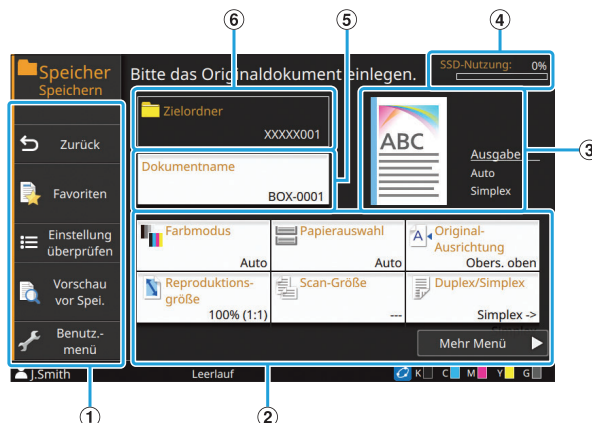 ⑥
⑤
④
Speicher
Speichern
Bitte das Originaldokument einlegen.
SSD-Nutzung: 0%
Zielordner
XXXXX001
Dokumentname
BOX-0001
ABC
Ausgabe
Auto
Simplex
③
Zurück
Favoriten
Einstellung
überprüfen
Vorschau
vor Spei.
Benutz.-
menü
Farbmodus
Auto
Papierauswahl
Auto
Original-
Ausrichtung
Obers. oben
Reproduktions-
größe
100% (1:1)
Scan-Größe
---
Duplex/Simplex
Simplex ->
Mehr Menü
J.Smith
Leerlauf
K C M Y G
①
②